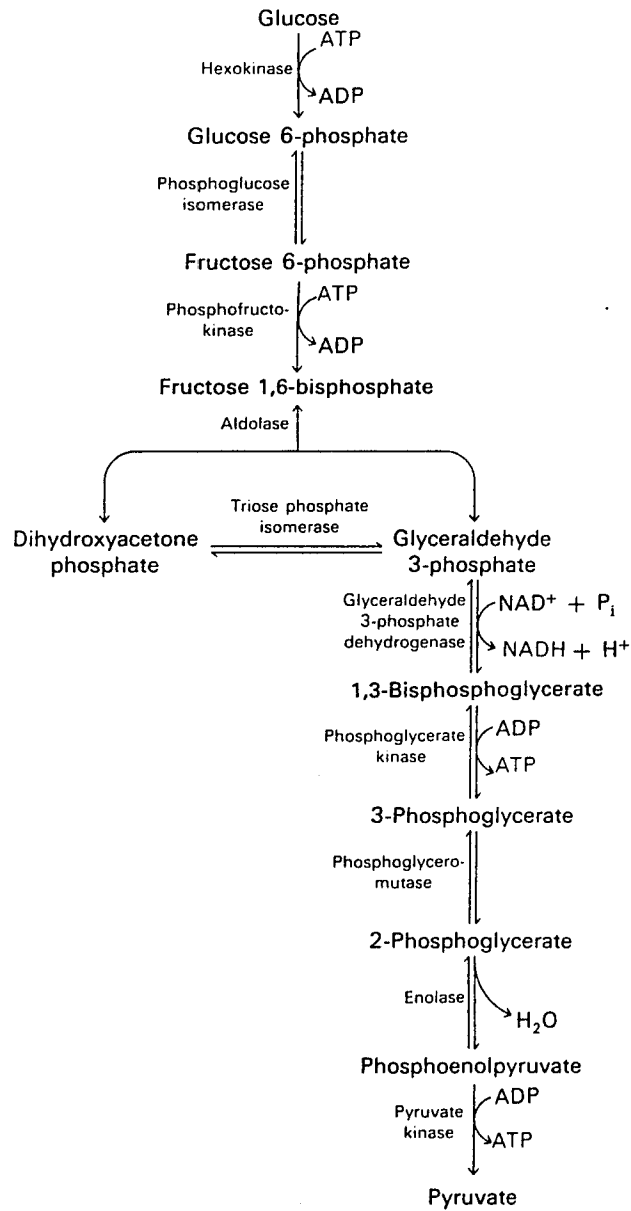 Glucose
ATP
Hexokinase
ADP
Glucose 6-phosphate
Phosphoglucose
isomerase
Fructose 6-phosphate
ATP
Phosphofructo-
kinase
ADP
Fructose 1,6-bisphosphate
Aldolase
Triose phosphate
isomerase
Dihydroxyacetone
phosphate
Glyceraldehyde
3-phosphate
Glyceraldehyde
3-phosphate
dehydrogenase
NAD⁺ + Pᵢ
NADH + H⁺
1,3-Bisphosphoglycerate
ADP
Phosphoglycerate
kinase
ATP
3-Phosphoglycerate
Phosphoglycero-
mutase
2-Phosphoglycerate
Enolase
H₂O
Phosphoenolpyruvate
ADP
Pyruvate
kinase
ATP
Pyruvate